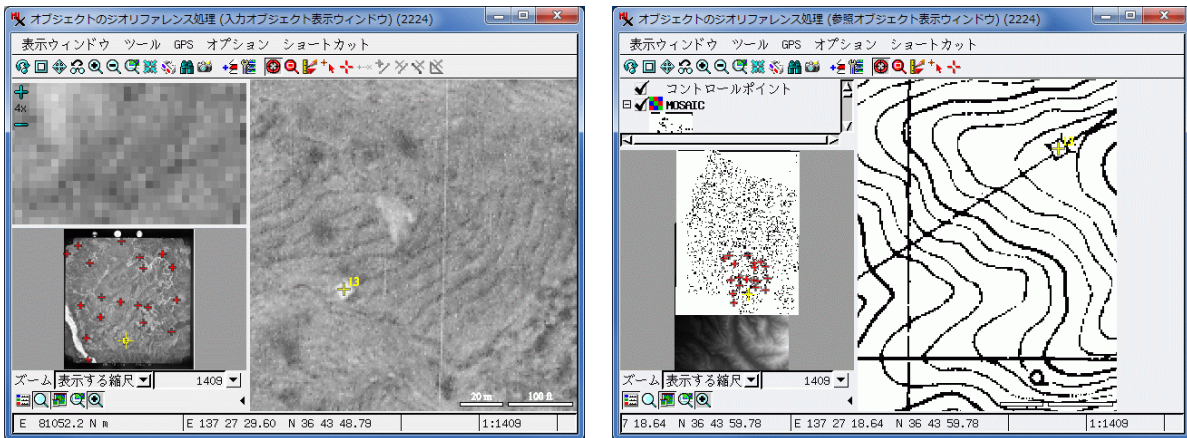 オブジェクトのジオリファレンス処理 (入力オブジェクト表示ウィンドウ) (2224)
表示ウィンドウ ツール GPS オプション ショートカット
4x
13
ズーム 表示する縮尺 1409
20 m 100 ft
E 81052.2 N m E 137 27 29.60 N 36 43 48.79 1:1409
オブジェクトのジオリファレンス処理 (参照オブジェクト表示ウィンドウ) (2224)
表示ウィンドウ ツール GPS オプション ショートカット
コントロールポイント
MOSAIC
ズーム 表示する縮尺 1409
7 18.64 N 36 43 59.78 E 137 27 18.64 N 36 43 59.78 1:1409